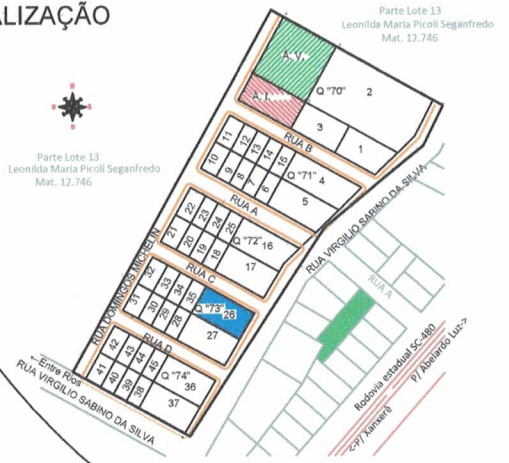 ALIZAÇÃO
Parte Lote 13
Leonilda Maria Picoli Seganfredo
Mat. 12.746
Parte Lote 13
Leonilda Maria Picoli Seganfredo
Mat. 12.746
A.V.
Q "70"
2
A.I.
3
1
RUA B
11
12
13
14
15
10
9
8
7
6
Q "71"
4
5
RUA A
22
23
24
25
21
20
19
18
Q "72"
16
17
RUA C
32
33
34
35
31
30
29
28
Q "73"
26
27
RUA D
42
43
44
45
41
40
39
38
Q "74"
36
37
RUA DOMINGOS MICHELIN
RUA VIRGILIO SABINO DA SILVA
RUA A
Rodovia estadual SC-480
P/ Abelardo Luz->
<-P/ Xanxerê
<-Entre Rios
RUA VIRGILIO SABINO DA SILVA